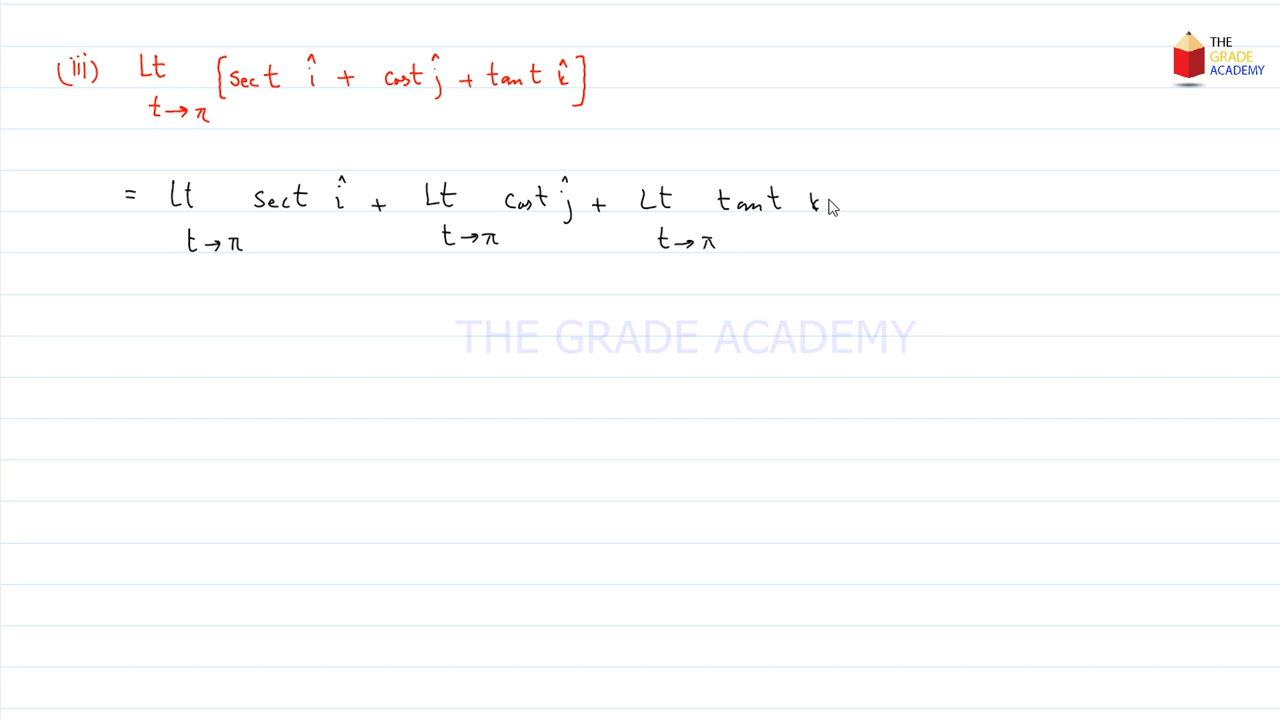 THE
GRADE
ACADEMY
(iii) Lt [sec t î + cos t ĵ + tan t k̂]
t→π
= Lt sec t î + Lt cos t ĵ + Lt tan t k
t→π t→π t→π
THE GRADE ACADEMY